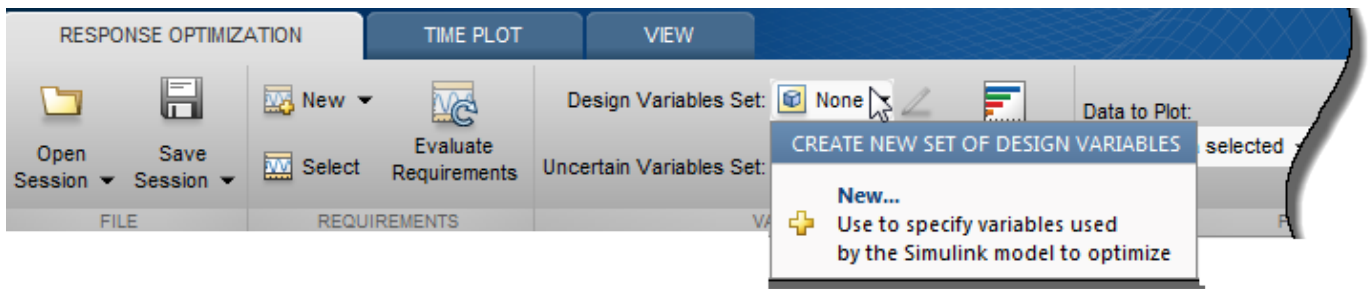 RESPONSE OPTIMIZATION TIME PLOT VIEW
New
Design Variables Set: None
Data to Plot:
CREATE NEW SET OF DESIGN VARIABLES
selected
Open Session
Save Session
Select
Evaluate Requirements
Uncertain Variables Set:
New...
Use to specify variables used
by the Simulink model to optimize
FILE REQUIREMENTS